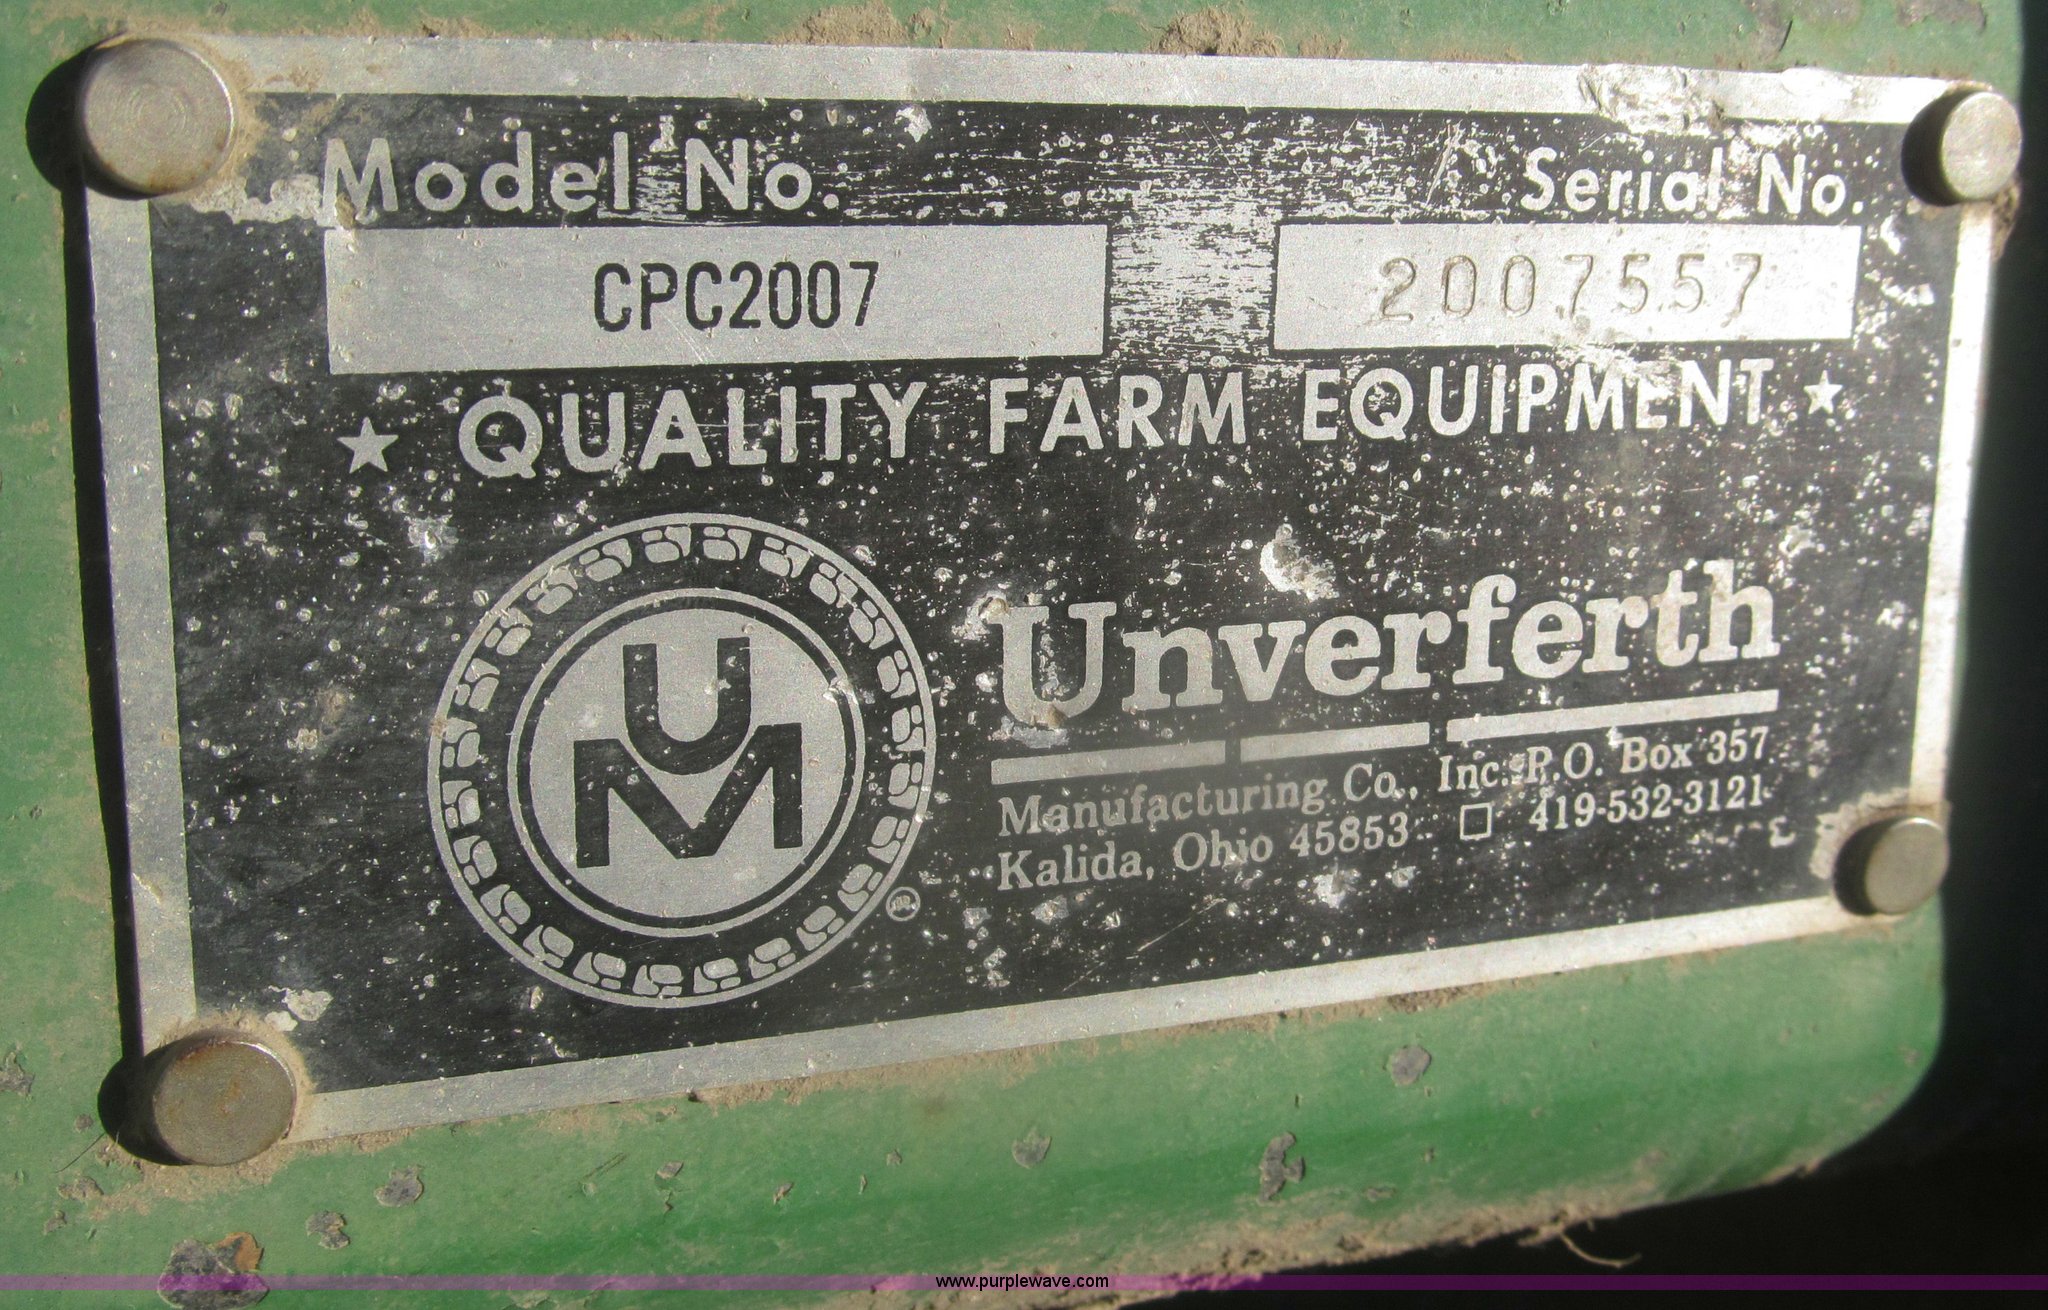 Model No. Serial No.
CPC2007 2007557
★ QUALITY FARM EQUIPMENT ★
UM
Unverferth
Manufacturing Co., Inc. P.O. Box 357
Kalida, Ohio 45853 □ 419-532-3121
www.purplewave.com